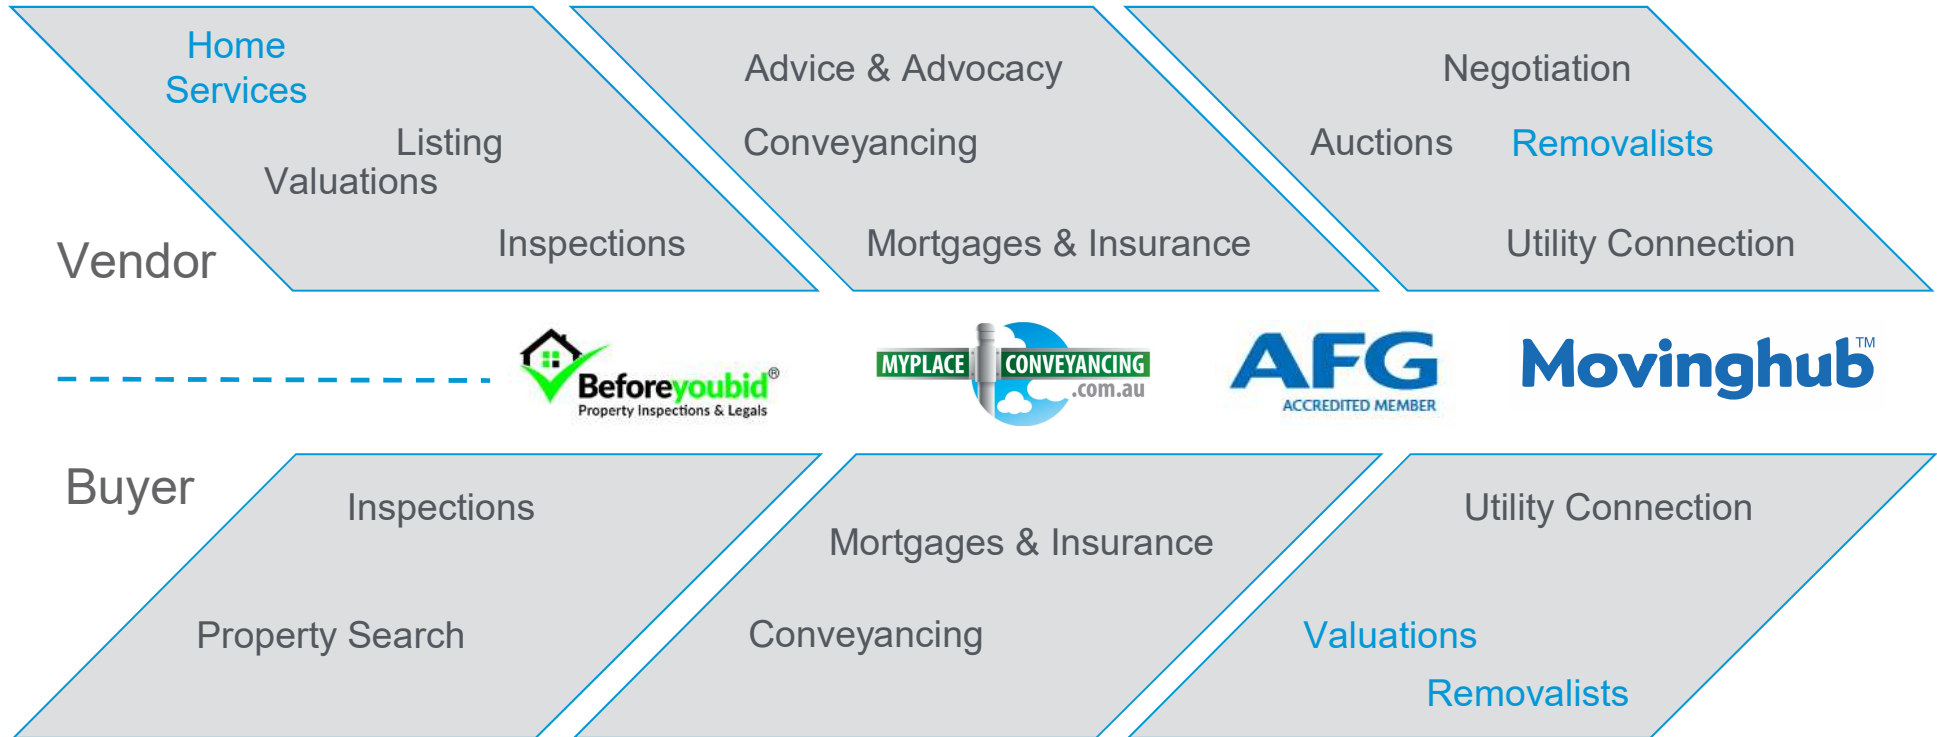 Home
Services
Listing
Valuations
Inspections
Advice & Advocacy
Conveyancing
Mortgages & Insurance
Negotiation
Auctions
Removalists
Utility Connection
Vendor
Beforeyoubid®
Property Inspections & Legals
MYPLACE CONVEYANCING
.com.au
AFG
ACCREDITED MEMBER
Movinghub™
Buyer
Inspections
Property Search
Mortgages & Insurance
Conveyancing
Utility Connection
Valuations
Removalists